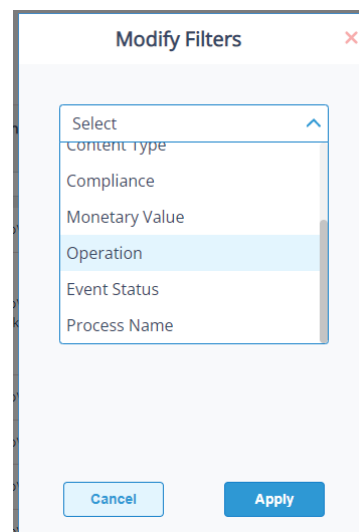 Modify Filters
Select
Content Type
Compliance
Monetary Value
Operation
Event Status
Process Name
Cancel
Apply